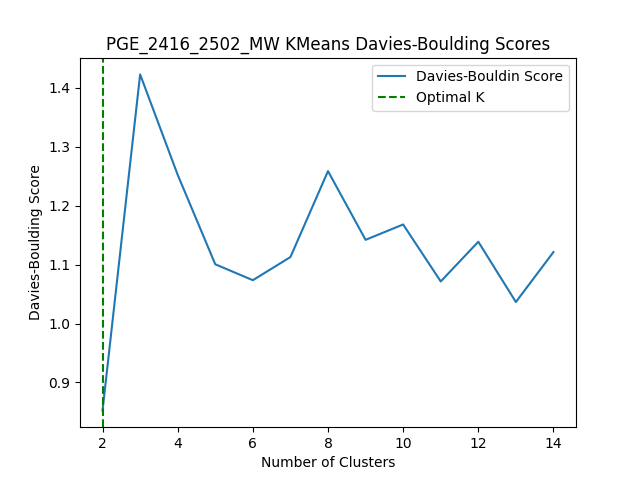 PGE_2416_2502_MW KMeans Davies-Boulding Scores
Davies-Bouldin Score
Optimal K
Davies-Boulding Score
1.4
1.3
1.2
1.1
1.0
0.9
2 4 6 8 10 12 14
Number of Clusters